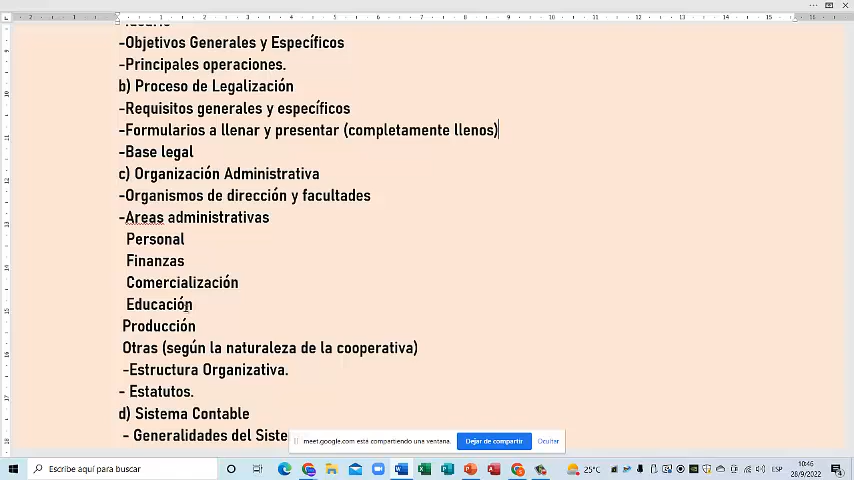 -Objetivos Generales y Específicos
-Principales operaciones.
b) Proceso de Legalización
-Requisitos generales y específicos
-Formularios a llenar y presentar (completamente llenos)
-Base legal
c) Organización Administrativa
-Organismos de dirección y facultades
-Areas administrativas
Personal
Finanzas
Comercialización
Educación
Producción
Otras (según la naturaleza de la cooperativa)
-Estructura Organizativa.
- Estatutos.
d) Sistema Contable
- Generalidades del Siste
meet.google.com está compartiendo una ventana.
Dejar de compartir
Ocultar
Escribe aquí para buscar
25°C
ESP
10:46
28/9/2022